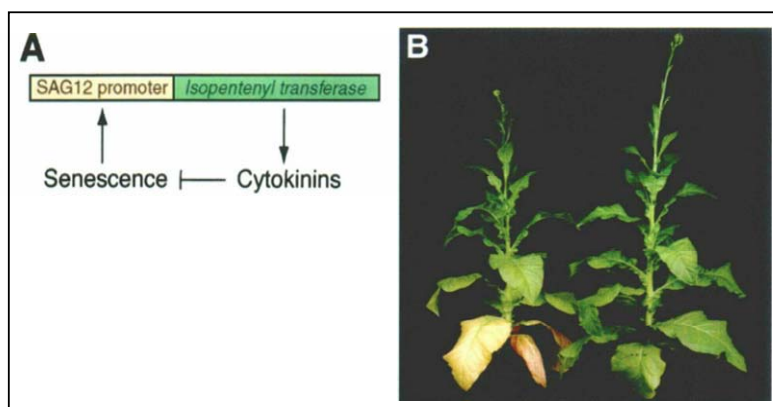 A
SAG12 promoter Isopentenyl transferase
Senescence Cytokinins
B